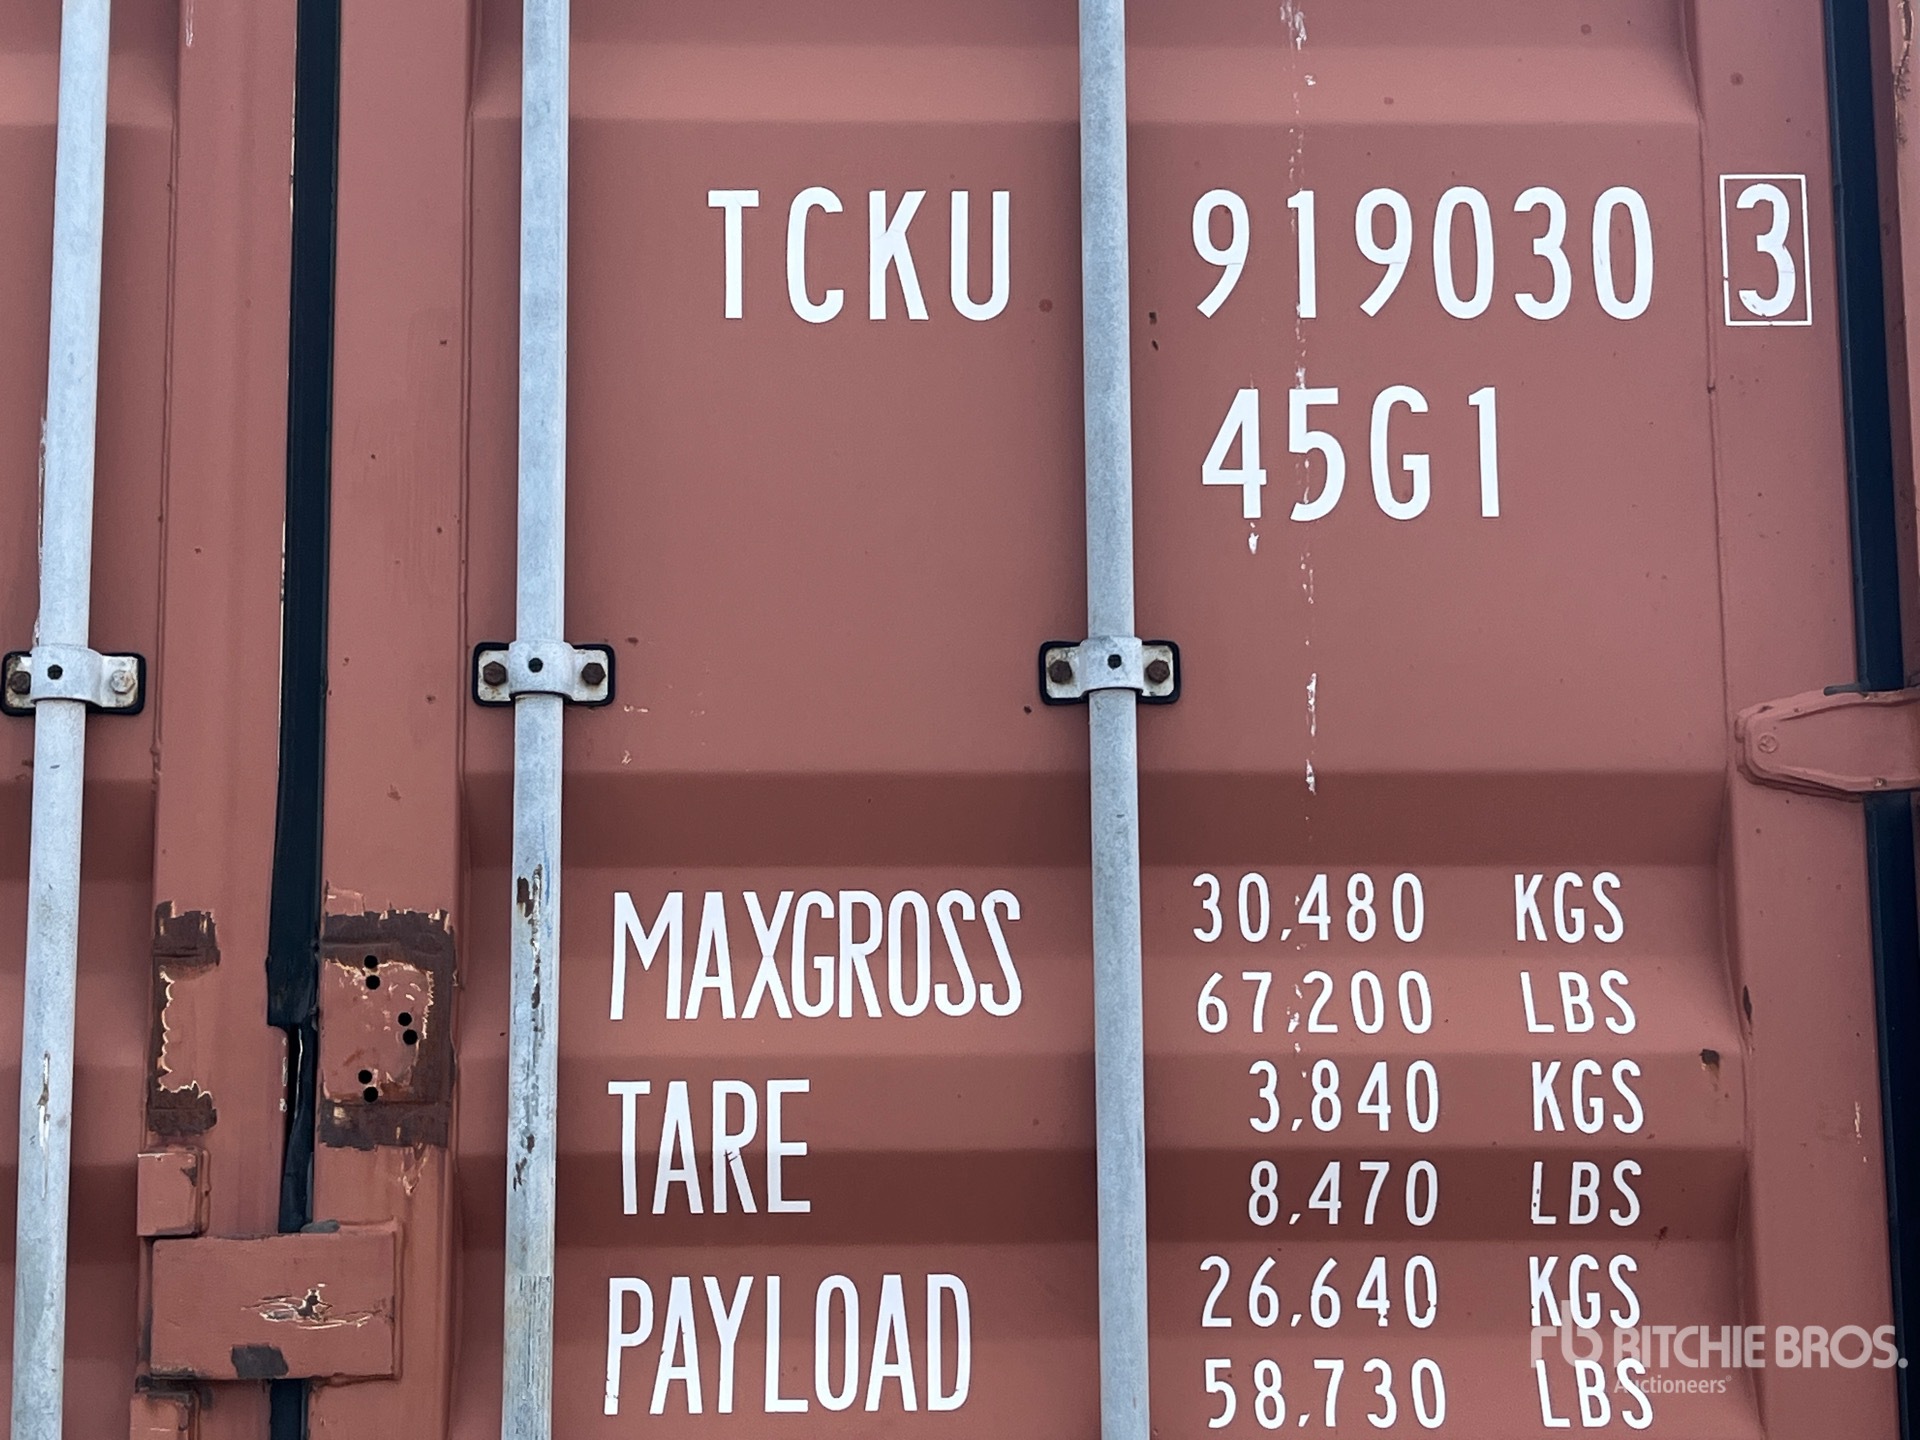 TCKU 919030 3
45G1
MAXGROSS 30,480 KGS
67,200 LBS
TARE 3,840 KGS
8,470 LBS
PAYLOAD 26,640 KGS
58,730 LBS
rb RITCHIE BROS.
Auctioneers